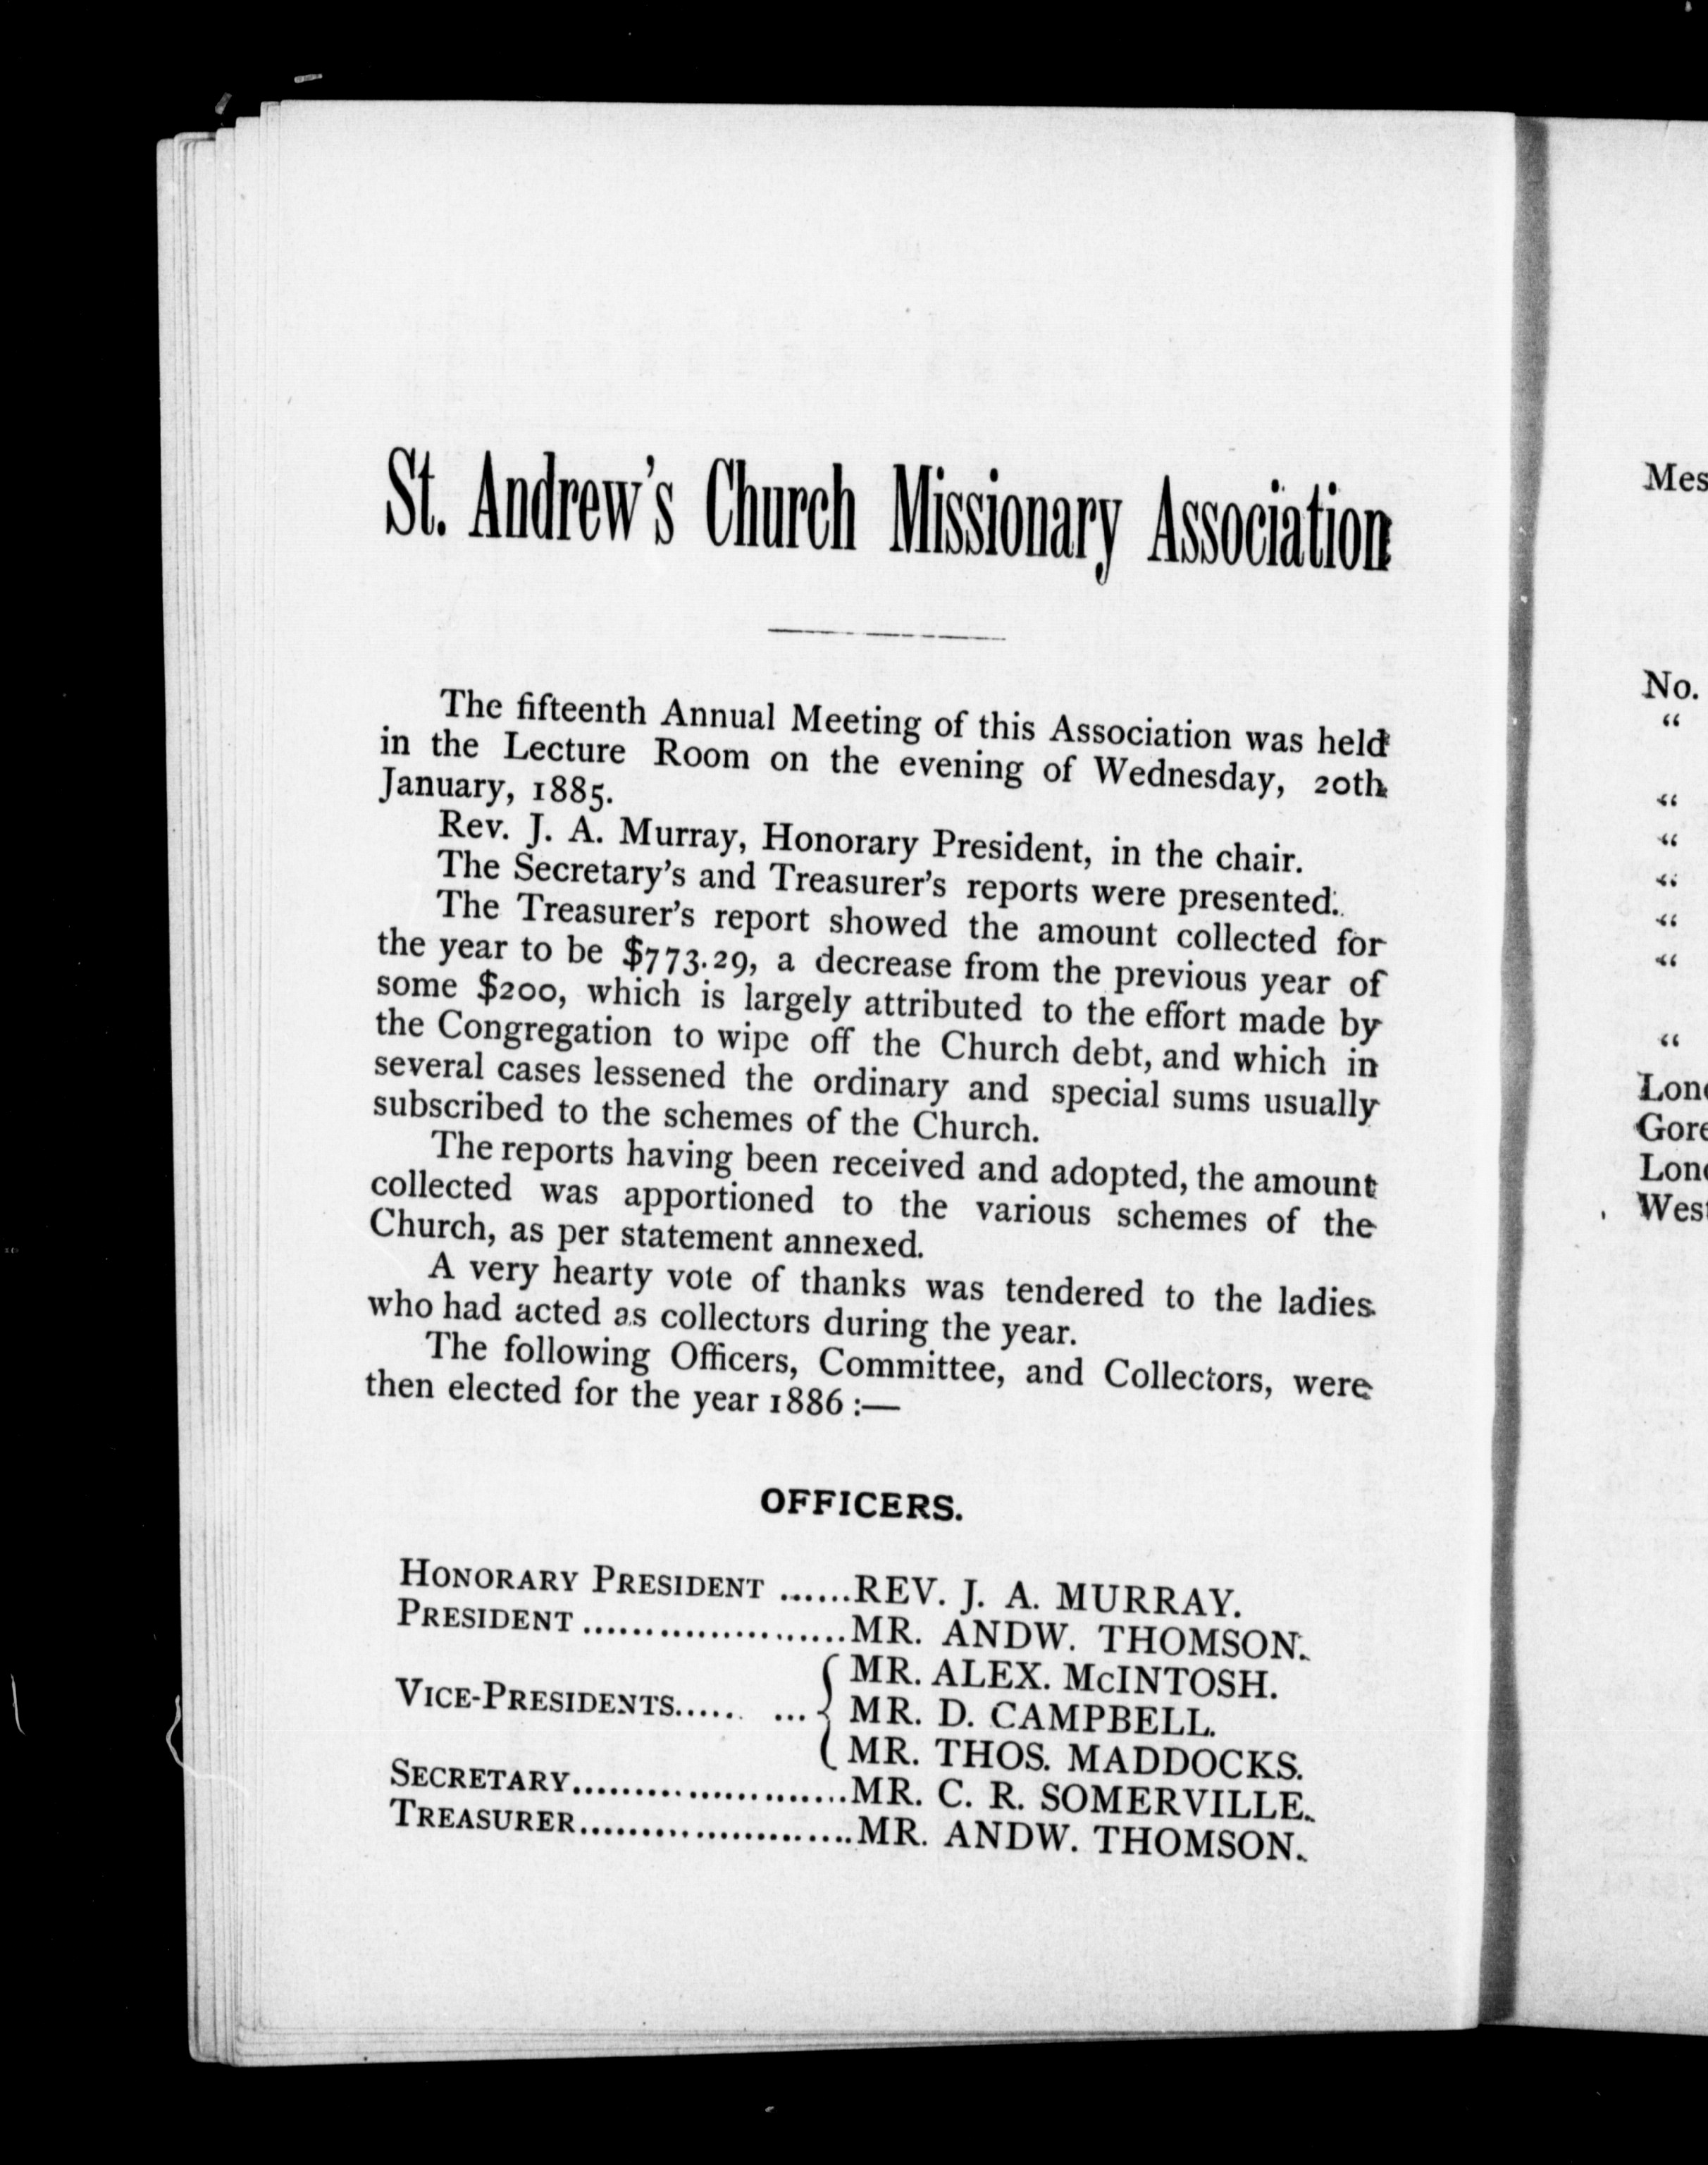 St. Andrew's Church Missionary Association
The fifteenth Annual Meeting of this Association was held
in the Lecture Room on the evening of Wednesday, 20th
January, 1885.
Rev. J. A. Murray, Honorary President, in the chair.
The Secretary's and Treasurer's reports were presented.
The Treasurer's report showed the amount collected for
the year to be $773.29, a decrease from the previous year of
some $200, which is largely attributed to the effort made by
the Congregation to wipe off the Church debt, and which in
several cases lessened the ordinary and special sums usually
subscribed to the schemes of the Church.
The reports having been received and adopted, the amount
collected was apportioned to the various schemes of the
Church, as per statement annexed.
A very hearty vote of thanks was tendered to the ladies
who had acted as collectors during the year.
The following Officers, Committee, and Collectors, were
then elected for the year 1886 :—
OFFICERS.
HONORARY PRESIDENT ......REV. J. A. MURRAY.
PRESIDENT .....................MR. ANDW. THOMSON.
MR. ALEX. McINTOSH.
VICE-PRESIDENTS...... ...{ MR. D. CAMPBELL.
MR. THOS. MADDOCKS.
SECRETARY......................MR. C. R. SOMERVILLE.
TREASURER......................MR. ANDW. THOMSON.
Mes
No.
“
“
“
“
“
“
“
Lon
Gore
Lon
West